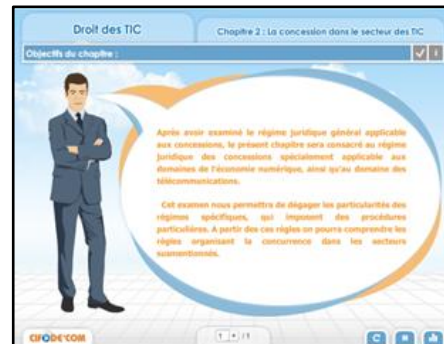 Droit des TIC
Chapitre 2 : La concession dans le secteur des TIC
Objectifs du chapitre :
Après avoir examiné le régime juridique général applicable
aux concessions, le présent chapitre sera consacré au régime
juridique des concessions spécialement applicable aux
domaines de l'économie numérique, ainsi qu'au domaine des
télécommunications.
Cet examen nous permettra de dégager les particularités des
régimes spécifiques, qui imposent des procédures
particulières. A partir des ces règles on pourra comprendre les
règles organisant la concurrence dans les secteurs
susmentionnés.
CIFODE'COM
1 / 1